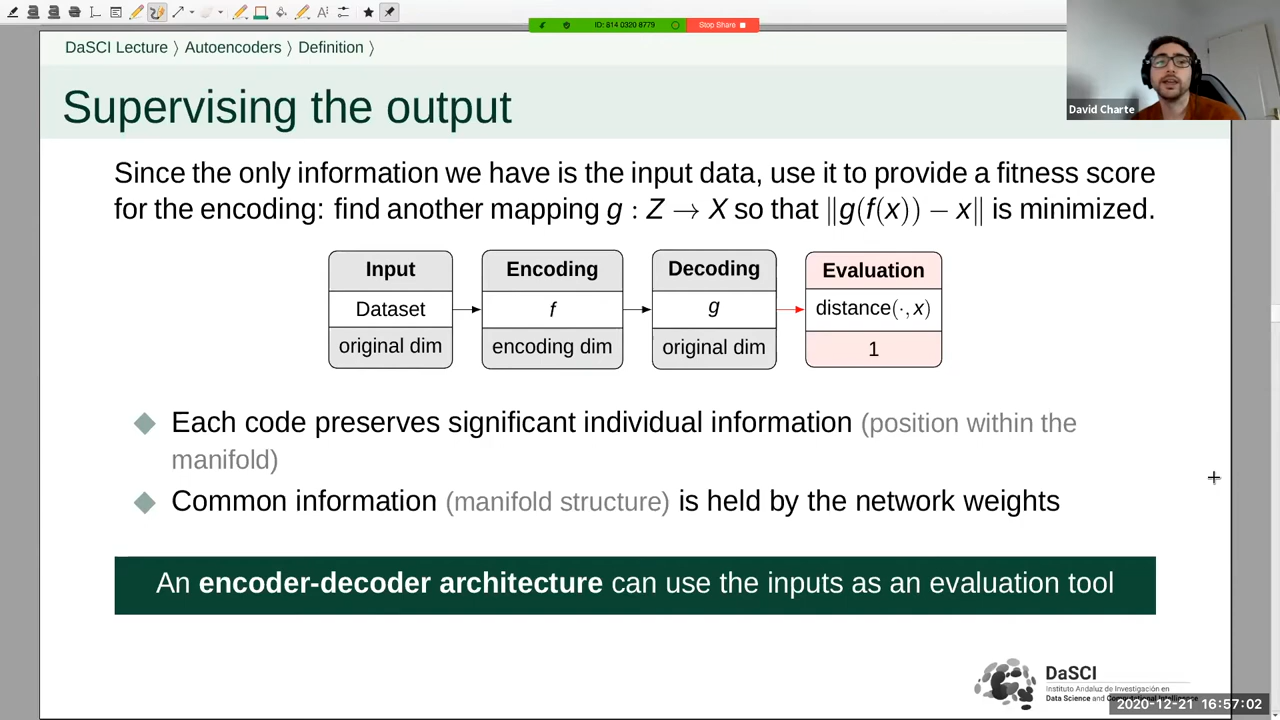 ID: 814 0320 8779
Stop Share
DaSCI Lecture 〉 Autoencoders 〉 Definition 〉
David Charte
Supervising the output
Since the only information we have is the input data, use it to provide a fitness score
for the encoding: find another mapping g : Z → X so that ‖g(f(x)) − x‖ is minimized.
Input Encoding Decoding Evaluation
Dataset f g distance(·, x)
original dim encoding dim original dim 1
Each code preserves significant individual information (position within the
manifold)
Common information (manifold structure) is held by the network weights
An encoder-decoder architecture can use the inputs as an evaluation tool
DaSCI
Instituto Andaluz de Investigación en
Data Science and Computational Intelligence
2020-12-21 16:57:02